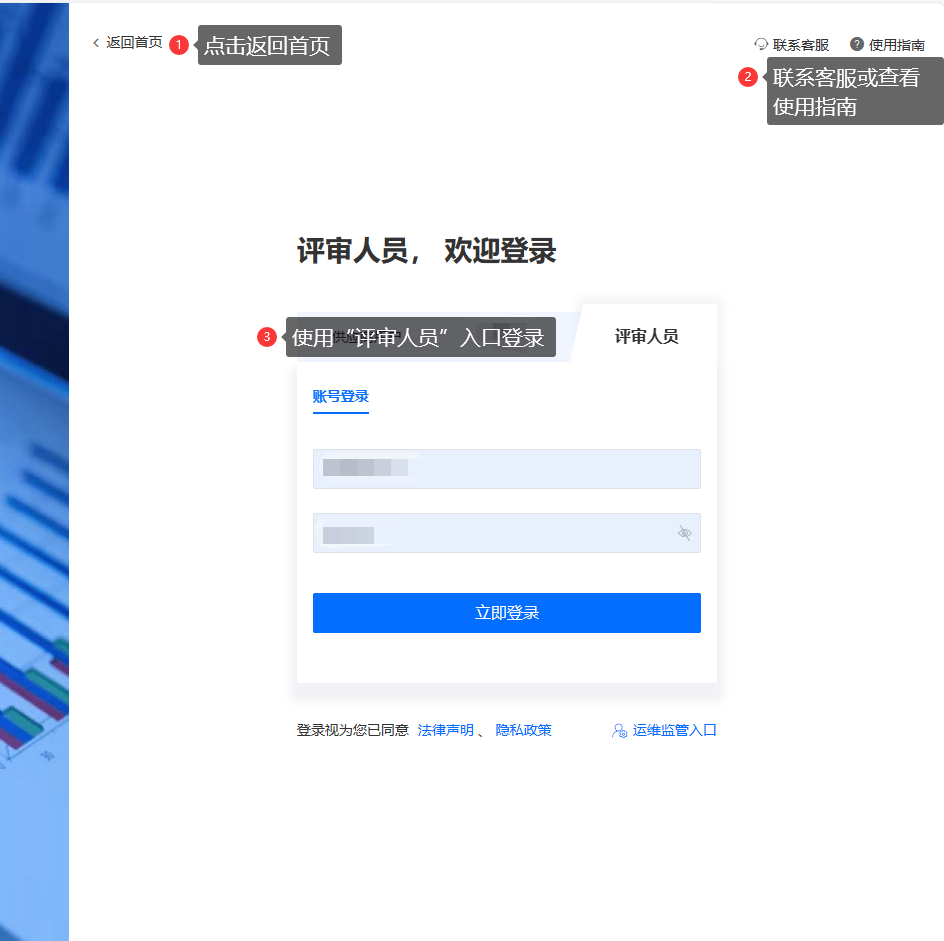 返回首页
1
点击返回首页
联系客服
? 使用指南
2
联系客服或查看
使用指南
评审人员， 欢迎登录
3
使用“评审人员”入口登录
评审人员
账号登录
立即登录
登录视为您已同意 法律声明 、 隐私政策
运维监管入口